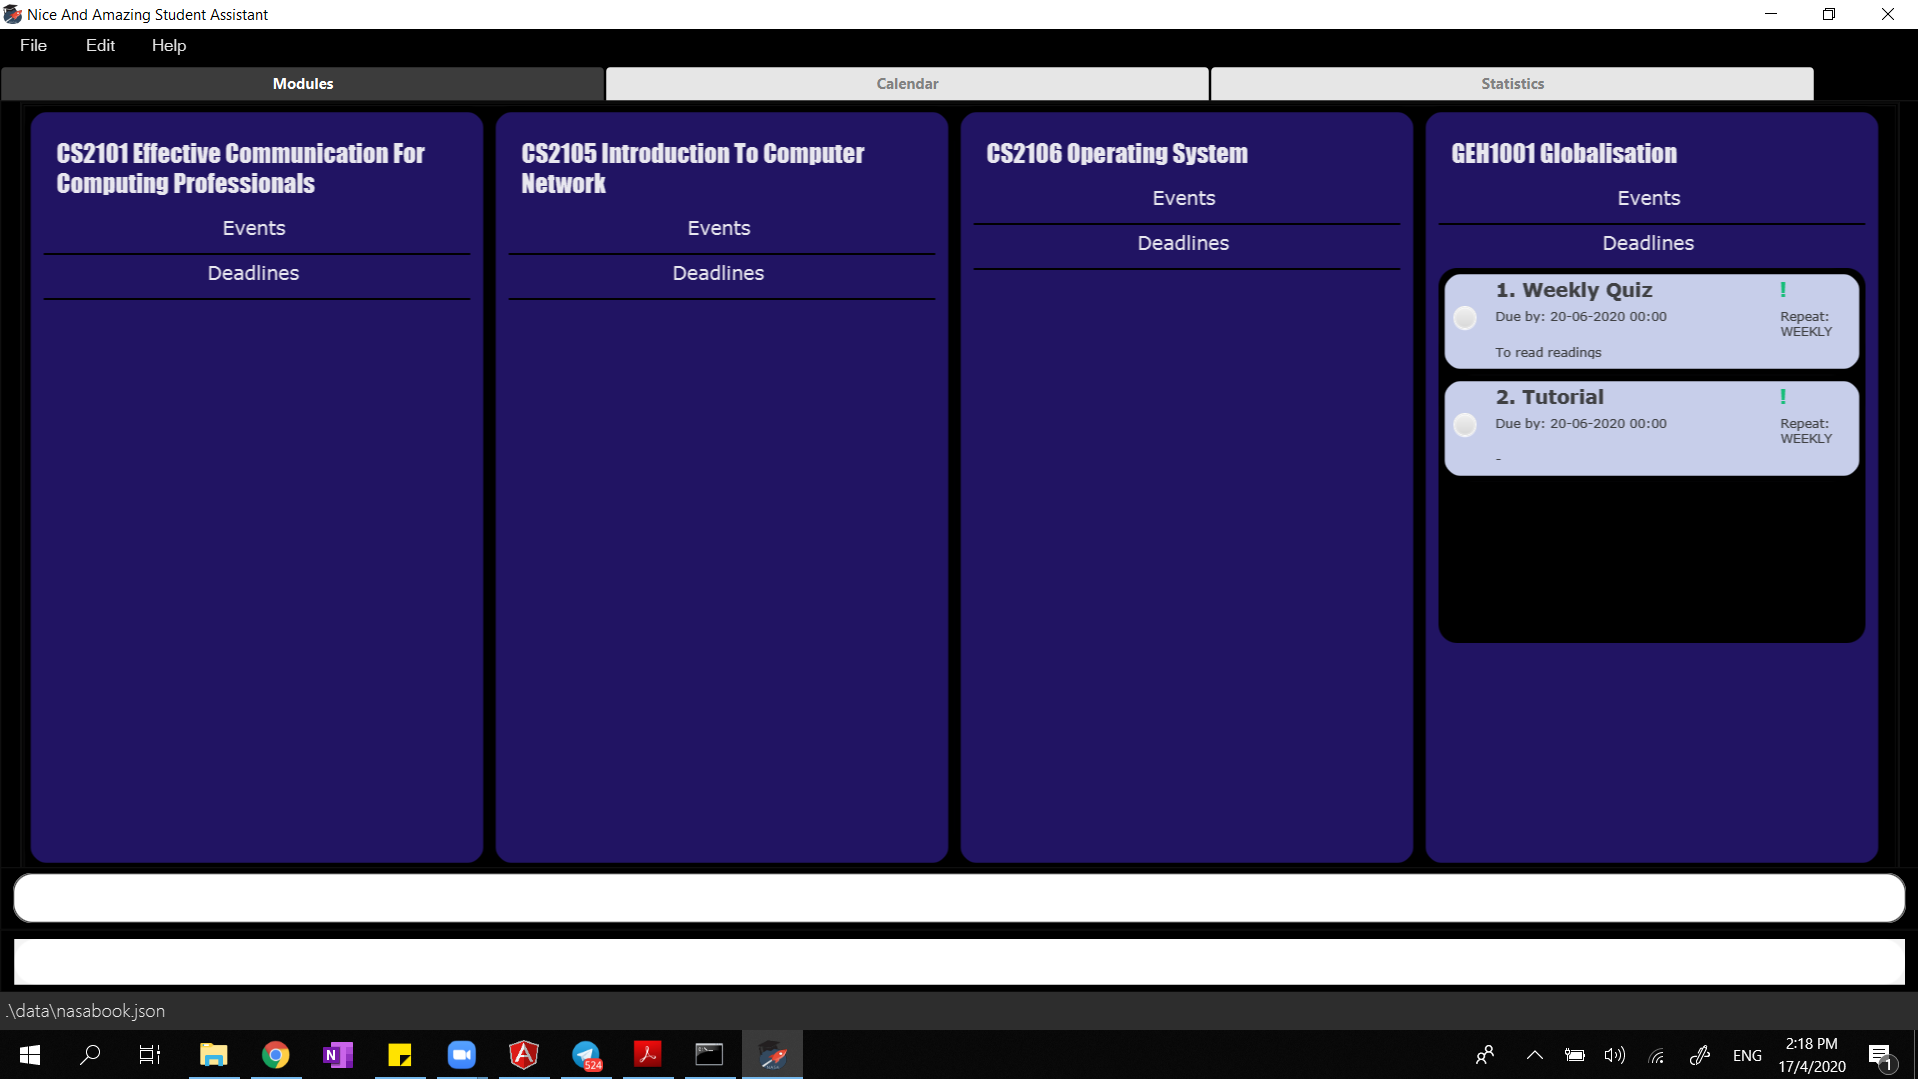 Nice And Amazing Student Assistant
File Edit Help
Modules
Calendar
Statistics
CS2101 Effective Communication For
Computing Professionals
Events
Deadlines
CS2105 Introduction To Computer
Network
Events
Deadlines
CS2106 Operating System
Events
Deadlines
GEH1001 Globalisation
Events
Deadlines
1. Weekly Quiz
!
Due by: 20-06-2020 00:00
Repeat:
WEEKLY
To read readings
2. Tutorial
!
Due by: 20-06-2020 00:00
Repeat:
WEEKLY
-
.\data\nasabook.json
N
524
ENG
2:18 PM
17/4/2020
1